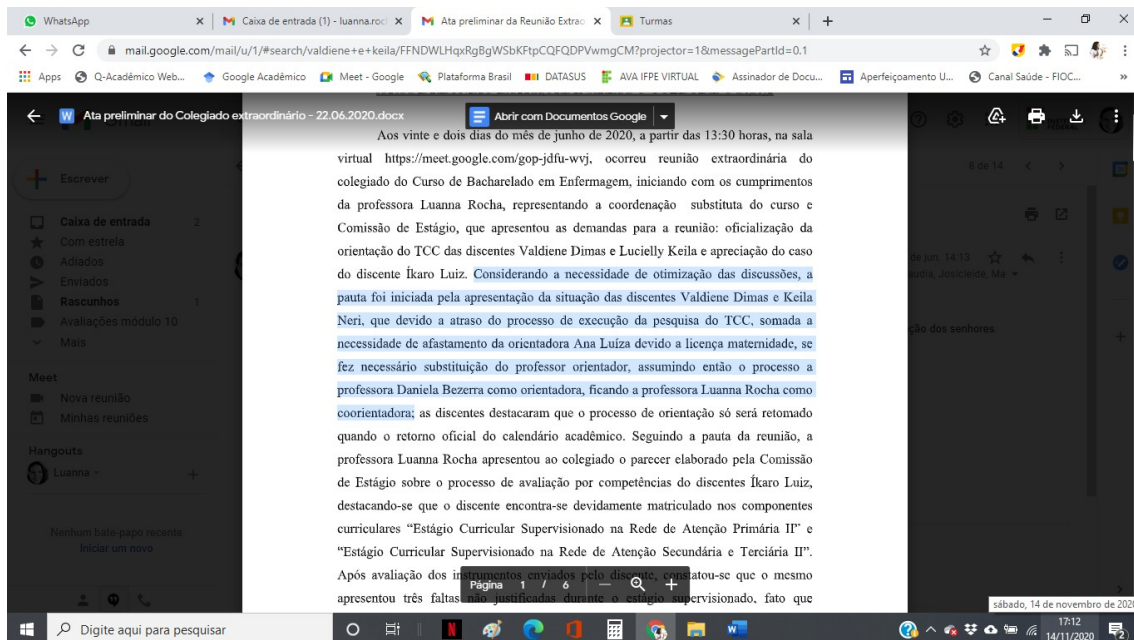 WhatsApp
Caixa de entrada (1) - luanna.roc
Ata preliminar da Reunião Extrao
Turmas
mail.google.com/mail/u/1/#search/valdiene+e+keila/FFNDWLHqxRgBgWSbKFtpCQFQDPVwmgCM?projector=1&messagePartId=0.1
Apps Q-Acadêmico Web... Google Acadêmico Meet - Google Plataforma Brasil DATASUS AVA IFPE VIRTUAL Assinador de Docu... Aperfeiçoamento U... Canal Saúde - FIOC... »
Ata preliminar do Colegiado extraordinário - 22.06.2020.docx
Abrir com Documentos Google
Aos vinte e dois dias do mês de junho de 2020, a partir das 13:30 horas, na sala
virtual https://meet.google.com/gop-jdfu-wvj, ocorreu reunião extraordinária do
colegiado do Curso de Bacharelado em Enfermagem, iniciando com os cumprimentos
da professora Luanna Rocha, representando a coordenação substituta do curso e
Comissão de Estágio, que apresentou as demandas para a reunião: oficialização da
orientação do TCC das discentes Valdiene Dimas e Lucielly Keila e apreciação do caso
do discente Íkaro Luiz. Considerando a necessidade de otimização das discussões, a
pauta foi iniciada pela apresentação da situação das discentes Valdiene Dimas e Keila
Neri, que devido a atraso do processo de execução da pesquisa do TCC, somada a
necessidade de afastamento da orientadora Ana Luíza devido a licença maternidade, se
fez necessário substituição do professor orientador, assumindo então o processo a
professora Daniela Bezerra como orientadora, ficando a professora Luanna Rocha como
coorientadora; as discentes destacaram que o processo de orientação só será retomado
quando o retorno oficial do calendário acadêmico. Seguindo a pauta da reunião, a
professora Luanna Rocha apresentou ao colegiado o parecer elaborado pela Comissão
de Estágio sobre o processo de avaliação por competências do discentes Íkaro Luiz,
destacando-se que o discente encontra-se devidamente matriculado nos componentes
curriculares “Estágio Curricular Supervisionado na Rede de Atenção Primária II” e
“Estágio Curricular Supervisionado na Rede de Atenção Secundária e Terciária II”.
Após avaliação dos instrumentos enviados pelo discente, constatou-se que o mesmo
apresentou três faltas não justificadas durante o estágio supervisionado, fato que
Página 1 / 6
Escrever
Caixa de entrada 2
Com estrela
Adiados
Enviados
Rascunhos 1
Avaliações módulo 10
Mais
Meet
Nova reunião
Minhas reuniões
Hangouts
Luanna
Nenhum bate-papo recente
Iniciar um novo
8 de 14
de jun. 14:13
audia, Josicleide, Ma
ção dos senhores.
sábado, 14 de novembro de 2020
Digite aqui para pesquisar
17:12
14/11/2020